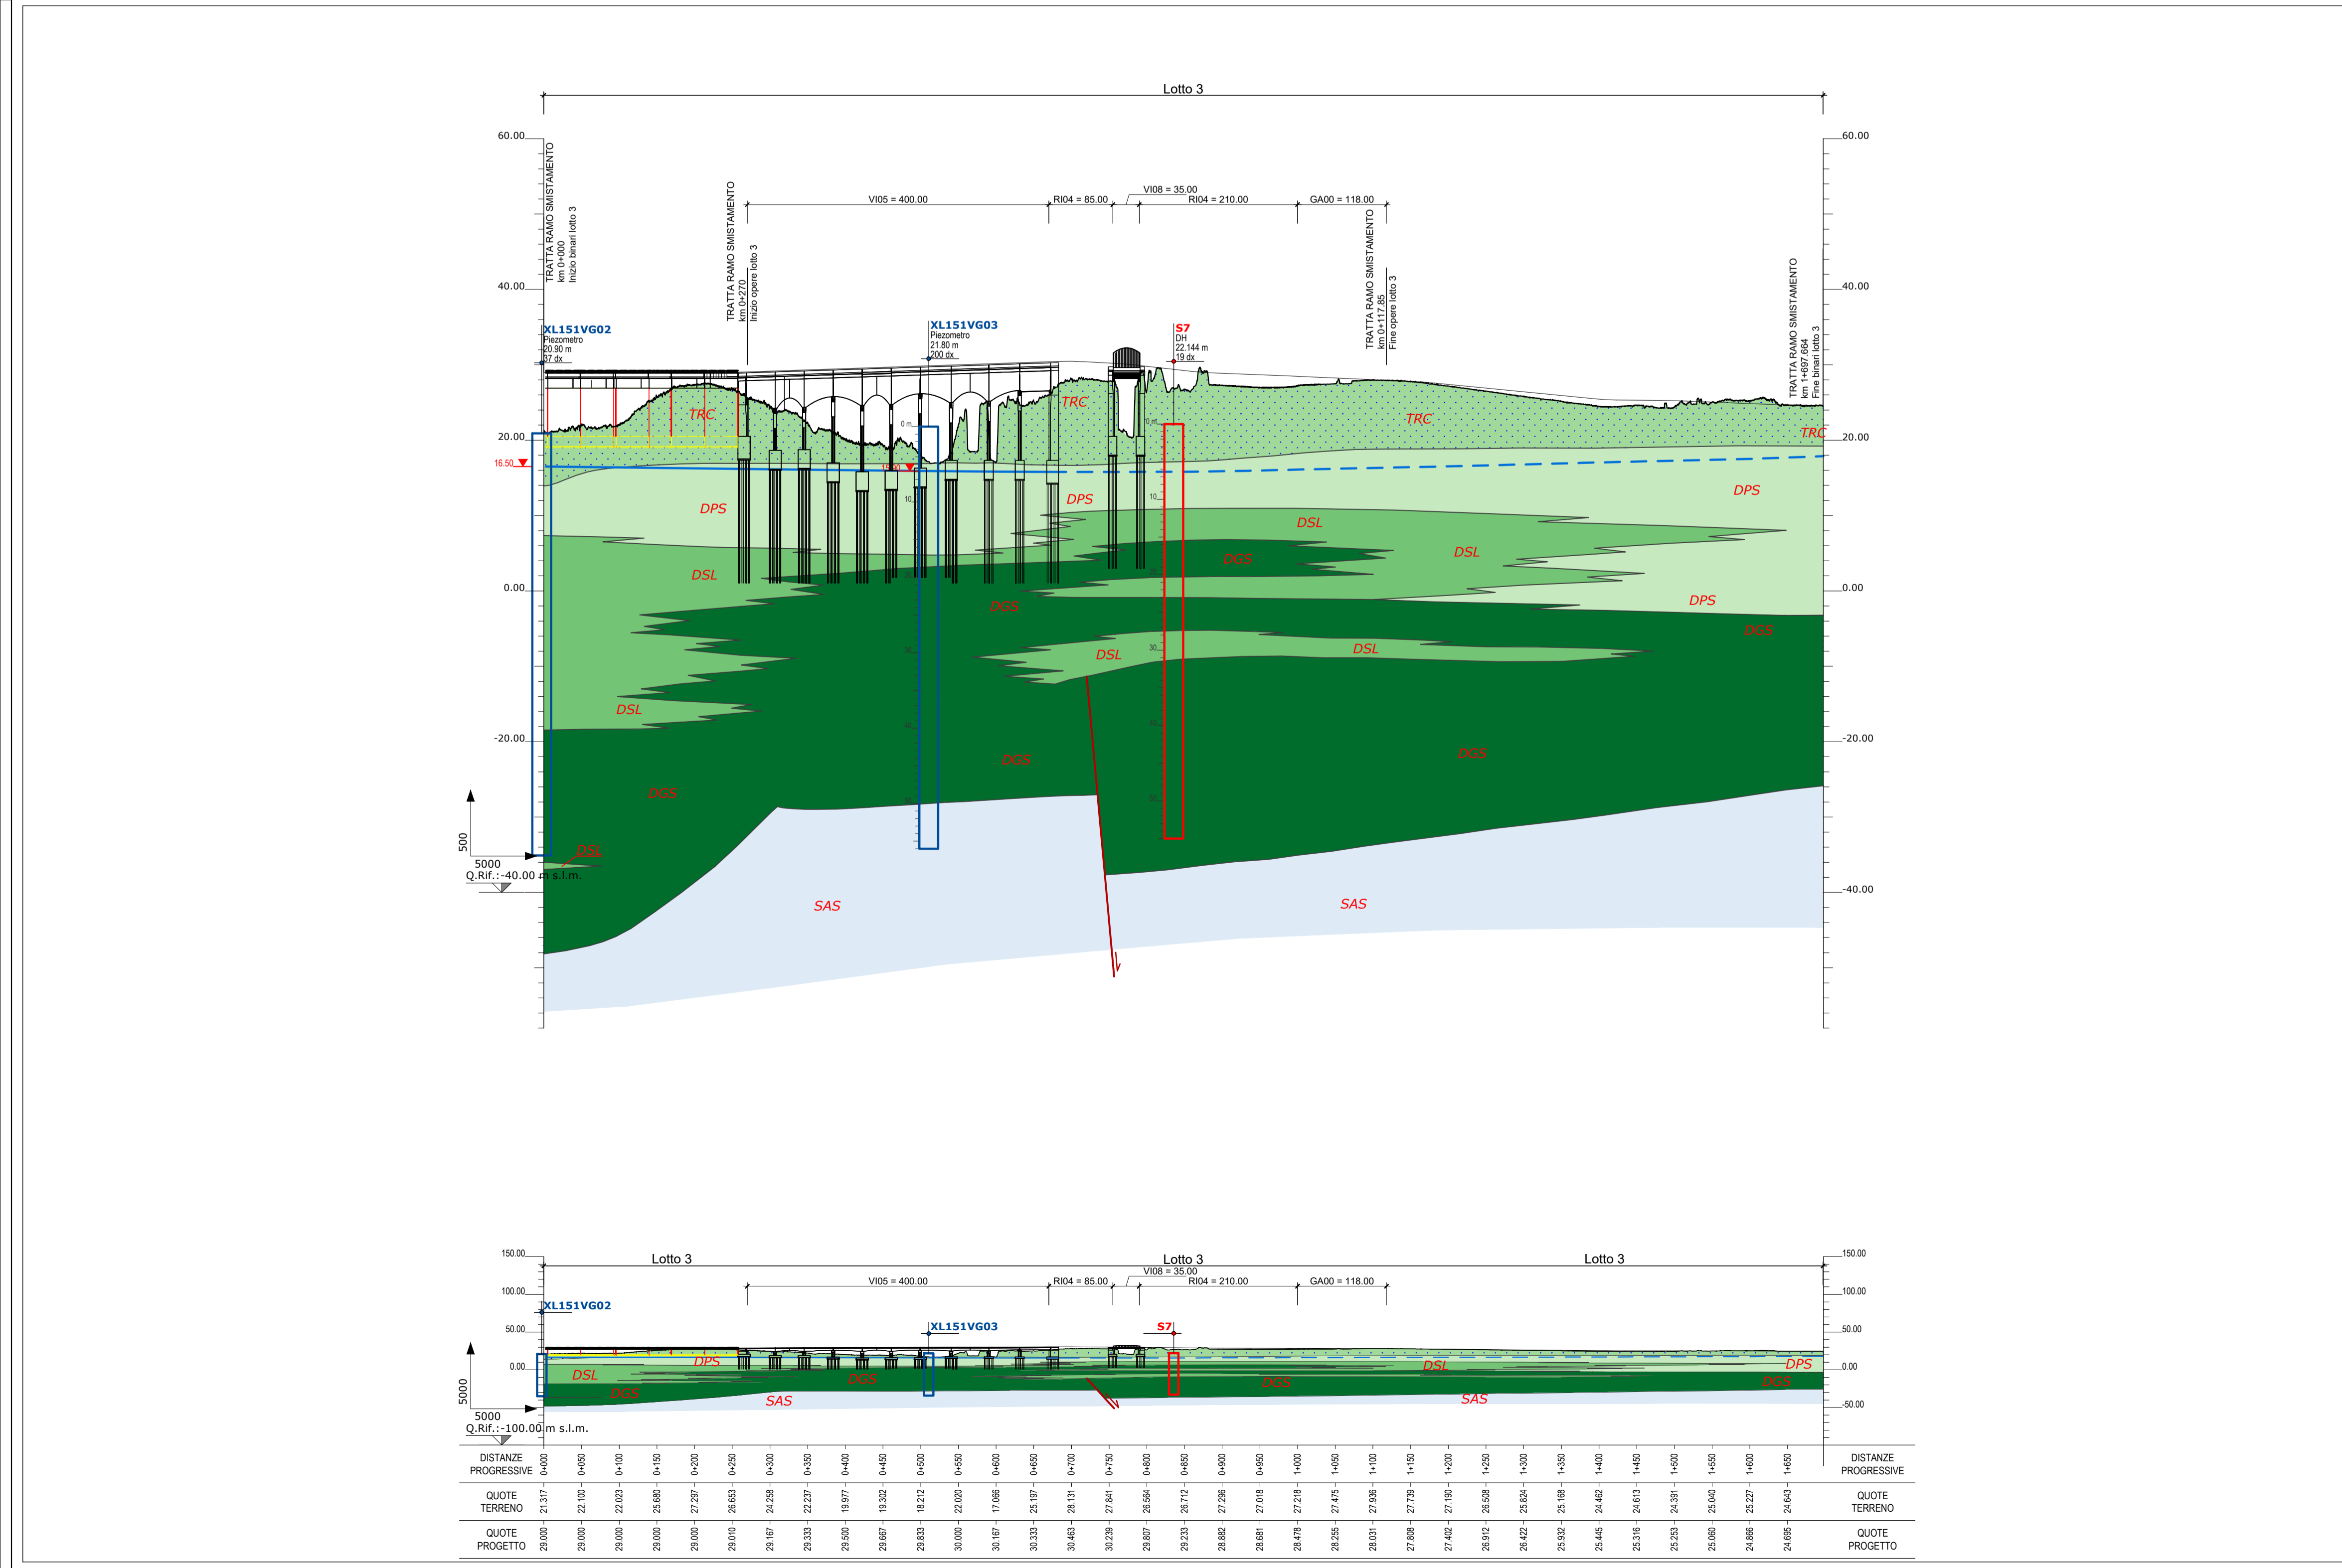 Lotto 3
60.00
60.00
TRATTA RAMO SMISTAMENTO
km 0+000
Inizio binari lotto 3
TRATTA RAMO SMISTAMENTO
km 0+270
Inizio opere lotto 3
VI05 = 400.00
RI04 = 85.00
VI08 = 35.00
RI04 = 210.00
GA00 = 118.00
TRATTA RAMO SMISTAMENTO
km 0+117.85
Fine opere lotto 3
TRATTA RAMO SMISTAMENTO
km 1+697.664
Fine binari lotto 3
40.00
40.00
XL151VG02
Piezometro
20.90 m
37 dx
XL151VG03
Piezometro
21.80 m
200 dx
S7
DH
22.144 m
19 dx
TRC
TRC
TRC
TRC
0 m
0 m
20.00
20.00
16.50
DPS
DPS
DPS
10
10
DSL
DSL
DSL
DGS
20
0.00
0.00
DGS
DPS
DGS
30
30
DSL
DSL
DSL
40
40
-20.00
-20.00
DGS
DGS
DGS
50
500
DSL
5000
Q.Rif.:-40.00 m s.l.m.
-40.00
SAS
SAS
150.00
Lotto 3
Lotto 3
Lotto 3
150.00
VI05 = 400.00
RI04 = 85.00
VI08 = 35.00
RI04 = 210.00
GA00 = 118.00
100.00
100.00
XL151VG02
XL151VG03
S7
50.00
50.00
0.00
0.00
DPS
DSL
DPS
DSL
DGS
DGS
DGS
DGS
SAS
SAS
5000
-50.00
5000
Q.Rif.:-100.00 m s.l.m.
DISTANZE PROGRESSIVE 0+000 0+050 0+100 0+150 0+200 0+250 0+300 0+350 0+400 0+450 0+500 0+550 0+600 0+650 0+700 0+750 0+800 0+850 0+900 0+950 1+000 1+050 1+100 1+150 1+200 1+250 1+300 1+350 1+400 1+450 1+500 1+550 1+600 1+650 DISTANZE PROGRESSIVE
QUOTE TERRENO 21.317 22.100 22.023 25.680 27.297 26.653 24.258 22.237 19.977 19.302 18.212 22.020 17.066 25.197 28.131 27.841 26.564 26.712 27.296 27.018 27.218 27.475 27.936 27.739 27.190 26.508 25.824 25.168 24.462 24.613 24.391 25.040 25.227 24.643 QUOTE TERRENO
QUOTE PROGETTO 29.000 29.000 29.000 29.000 29.000 29.010 29.167 29.333 29.500 29.667 29.833 30.000 30.167 30.333 30.463 30.239 29.807 29.233 28.882 28.681 28.478 28.255 28.031 27.808 27.402 26.912 26.422 25.932 25.445 25.316 25.253 25.060 24.866 24.695 QUOTE PROGETTO